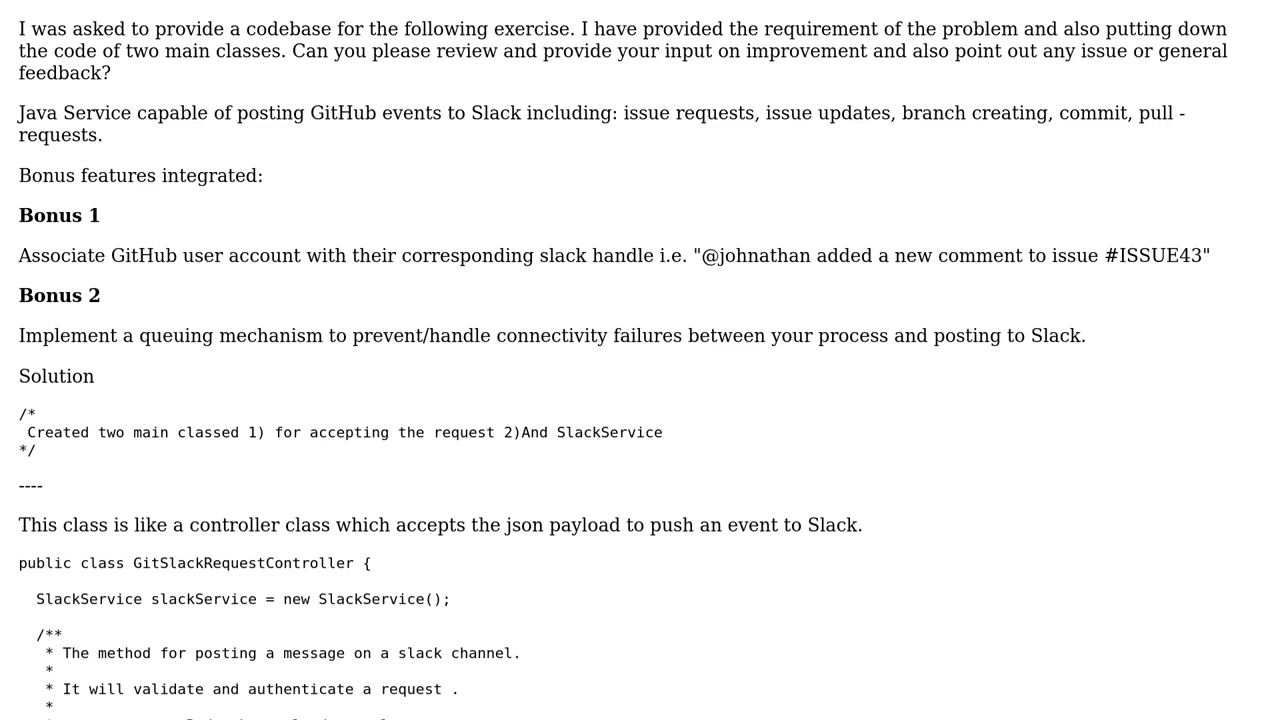 I was asked to provide a codebase for the following exercise. I have provided the requirement of the problem and also putting down
the code of two main classes. Can you please review and provide your input on improvement and also point out any issue or general
feedback?
Java Service capable of posting GitHub events to Slack including: issue requests, issue updates, branch creating, commit, pull -
requests.
Bonus features integrated:
Bonus 1
Associate GitHub user account with their corresponding slack handle i.e. "@johnathan added a new comment to issue #ISSUE43"
Bonus 2
Implement a queuing mechanism to prevent/handle connectivity failures between your process and posting to Slack.
Solution
/*
 Created two main classed 1) for accepting the request 2)And SlackService
*/
----
This class is like a controller class which accepts the json payload to push an event to Slack.
public class GitSlackRequestController {
  SlackService slackService = new SlackService();
  /**
   * The method for posting a message on a slack channel.
   *
   * It will validate and authenticate a request .
   *